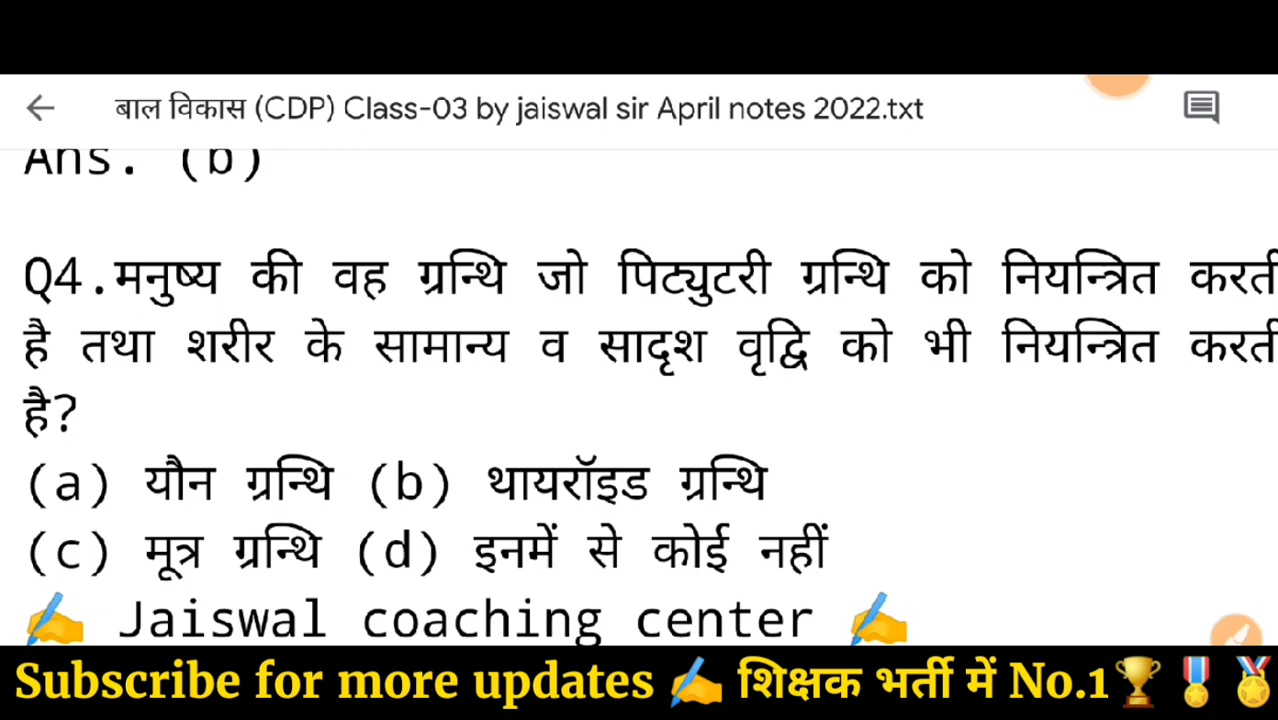 बाल विकास (CDP) Class-03 by jaiswal sir April notes 2022.txt
Ans. (b)
Q4.मनुष्य की वह ग्रन्थि जो पिट्युटरी ग्रन्थि को नियन्त्रित करती
है तथा शरीर के सामान्य व सादृश वृद्वि को भी नियन्त्रित करती
है?
(a) यौन ग्रन्थि (b) थायरॉइड ग्रन्थि
(c) मूत्र ग्रन्थि (d) इनमें से कोई नहीं
✍️ Jaiswal coaching center ✍️
Subscribe for more updates ✍️ शिक्षक भर्ती में No.1🏆🎖️🏅